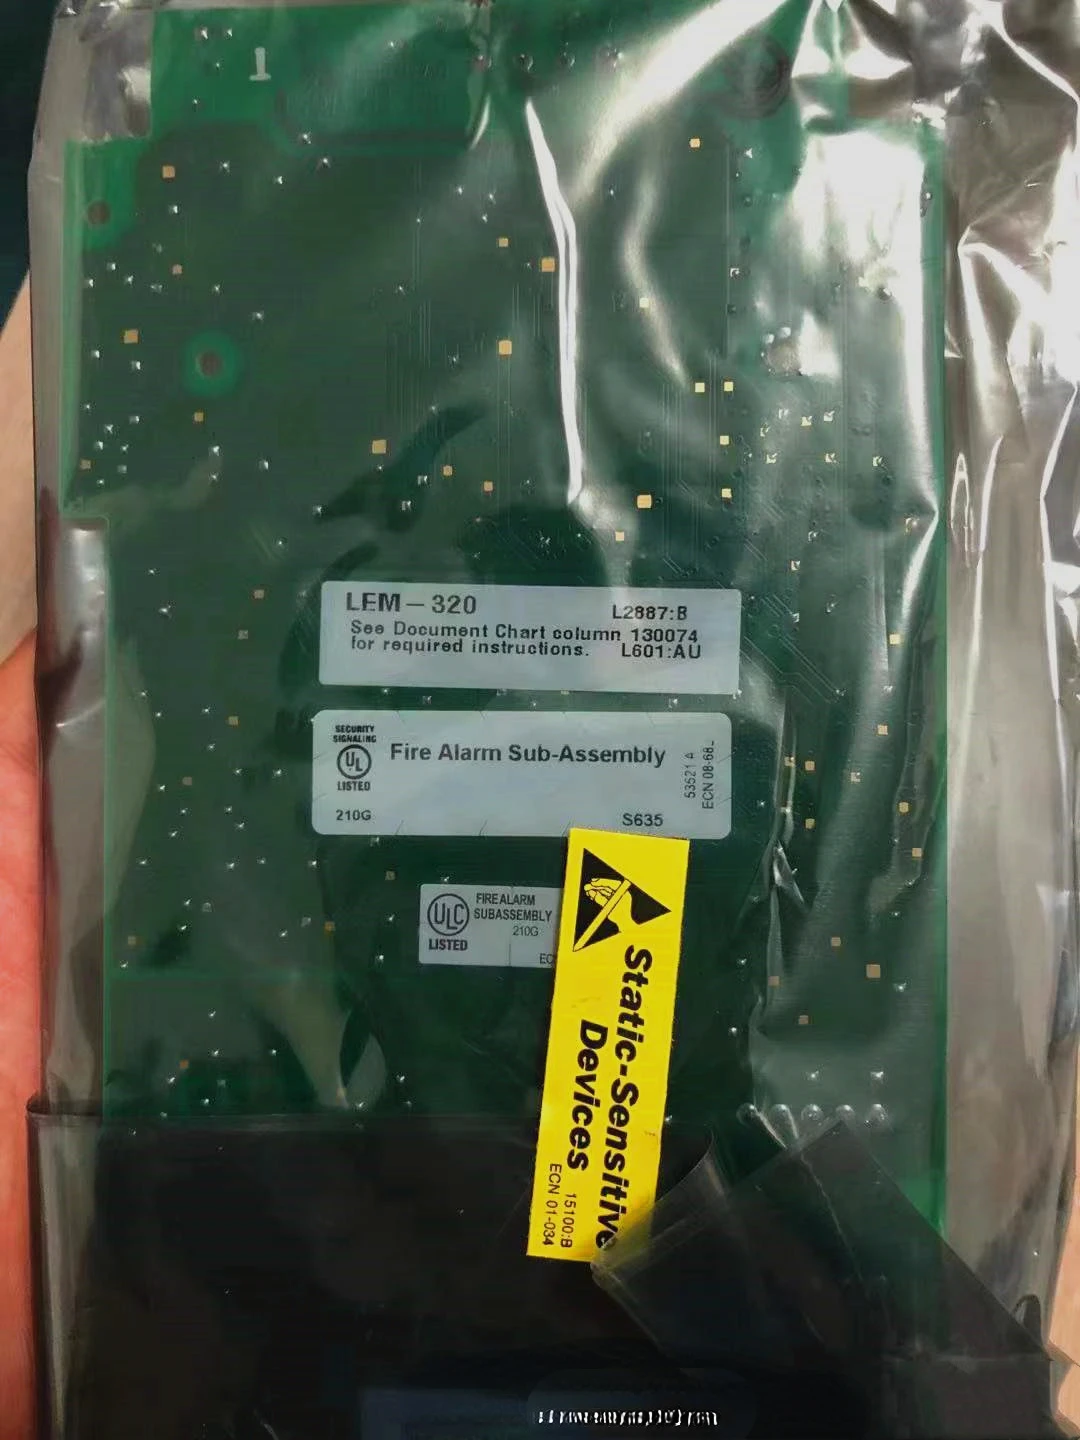 1
LEM-320
L2887:B
See Document Chart column 130074
for required instructions. L601:AU
SECURITY
SIGNALING
UL
LISTED
210G
Fire Alarm Sub-Assembly
S635
53521 A
ECN 08-68
ULC
LISTED
FIRE ALARM
SUBASSEMBLY
210G
EC
Static-Sensitive
Devices
15100:B
ECN 01-034